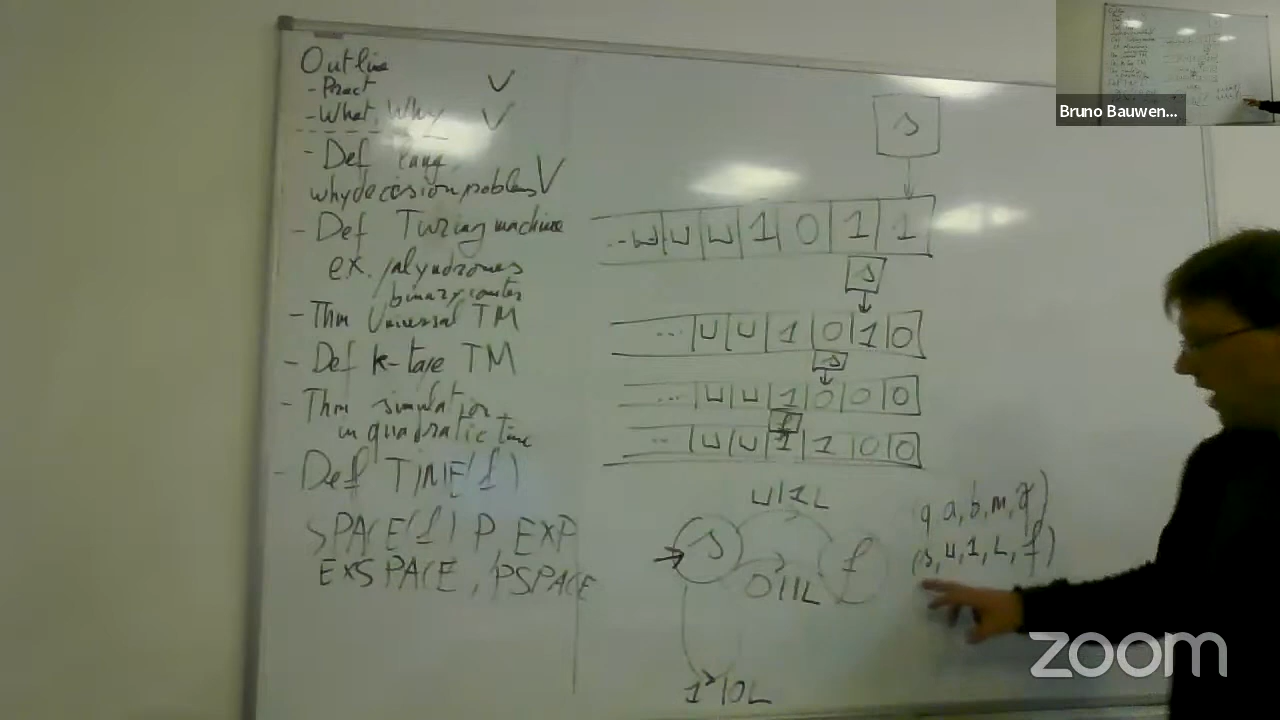 Outline
- Pract V
- What, Why V
- Def lang
why decision problems V
- Def Turing machine
ex. palyndromes
binary counter
- Thm Universal TM
- Def k-tape TM
- Thm simulation
in quadratic time
- Def TIME(f)
SPACE(f) P, EXP
EXSPACE, PSPACE
s
...⊔ ⊔ ⊔ 1 0 1 1
s
... ⊔ ⊔ 1 0 1 0
s
... ⊔ ⊔ 1 0 0 0
f
... ⊔ ⊔ 1 1 0 0
⊔|1L
s
f
0|1L
1|0L
(q, a, b, m, q')
(s, ⊔, 1, L, f)
Bruno Bauwen...
zoom